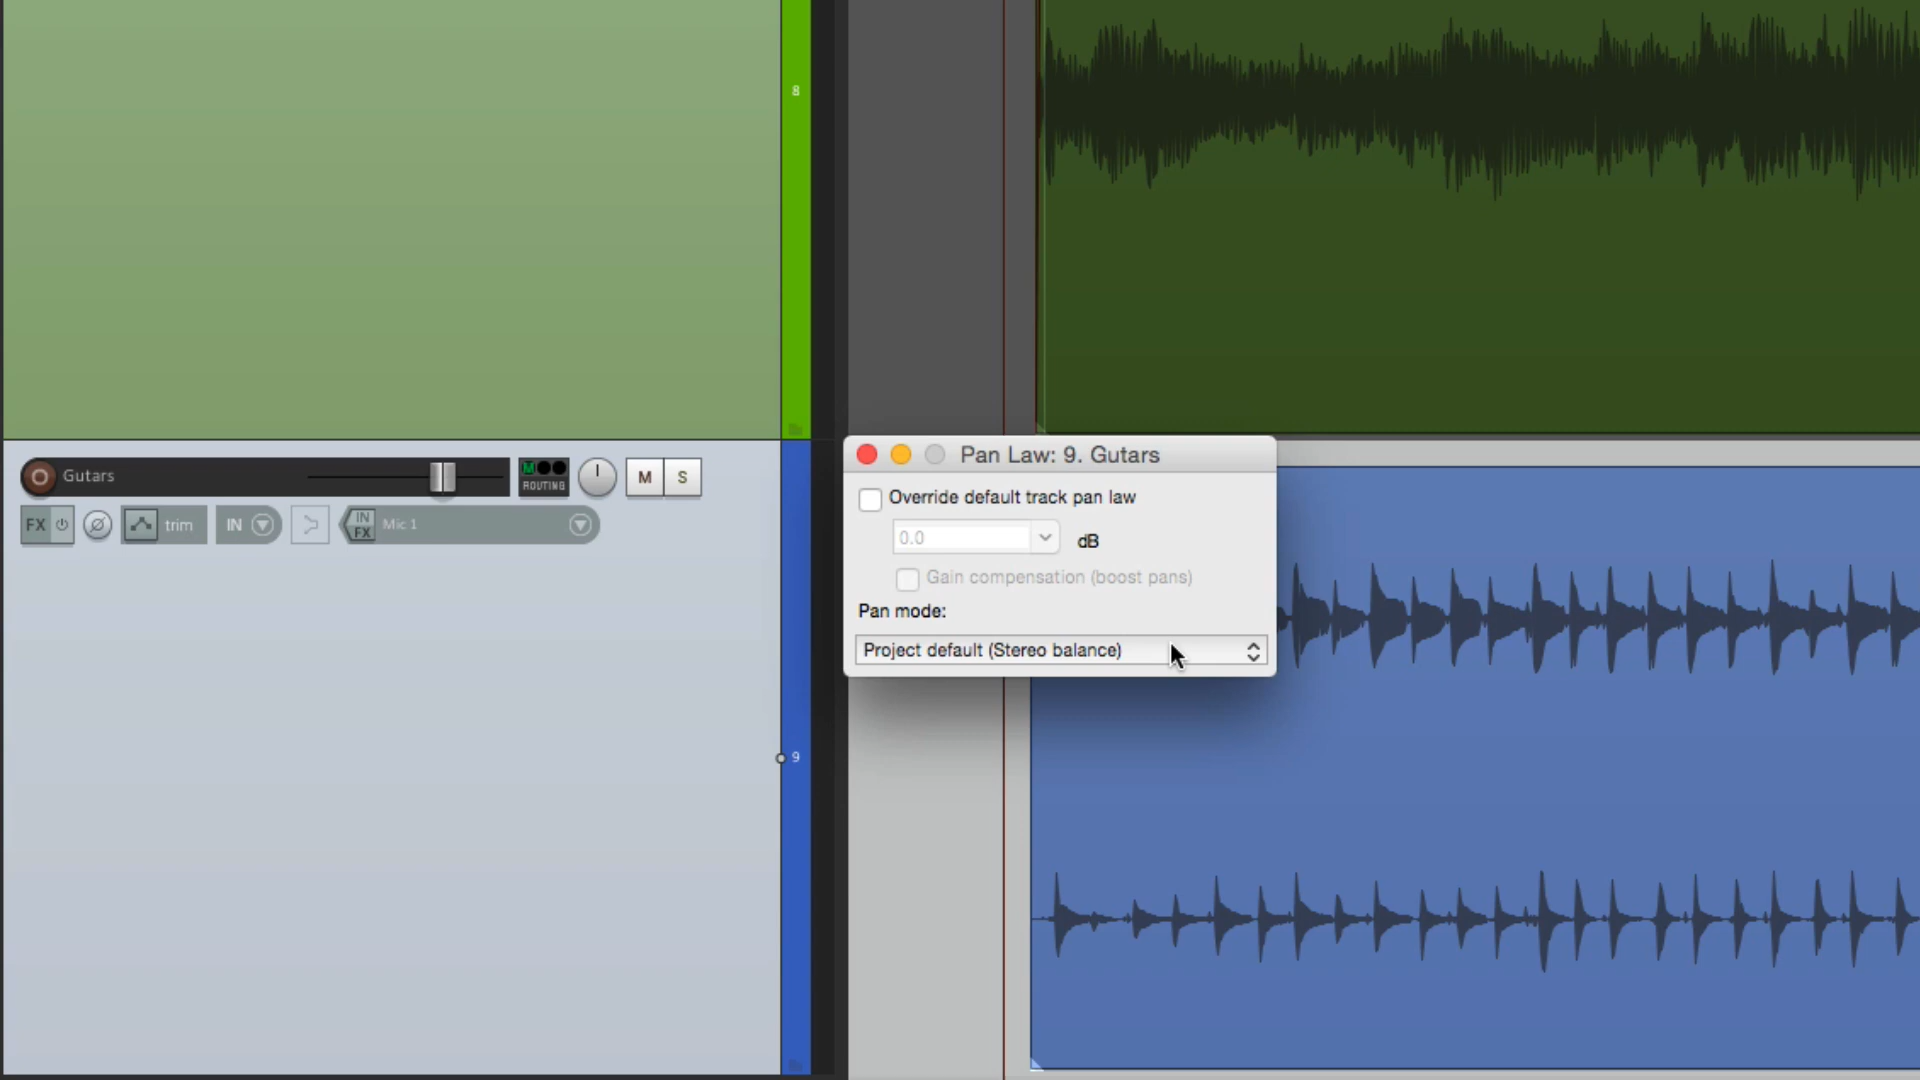 8
Pan Law: 9. Gutars
Override default track pan law
0.0
dB
Gain compensation (boost pans)
Pan mode:
Project default (Stereo balance)
Gutars
M
ROUTING
M
S
FX
trim
IN
IN
FX
Mic 1
9